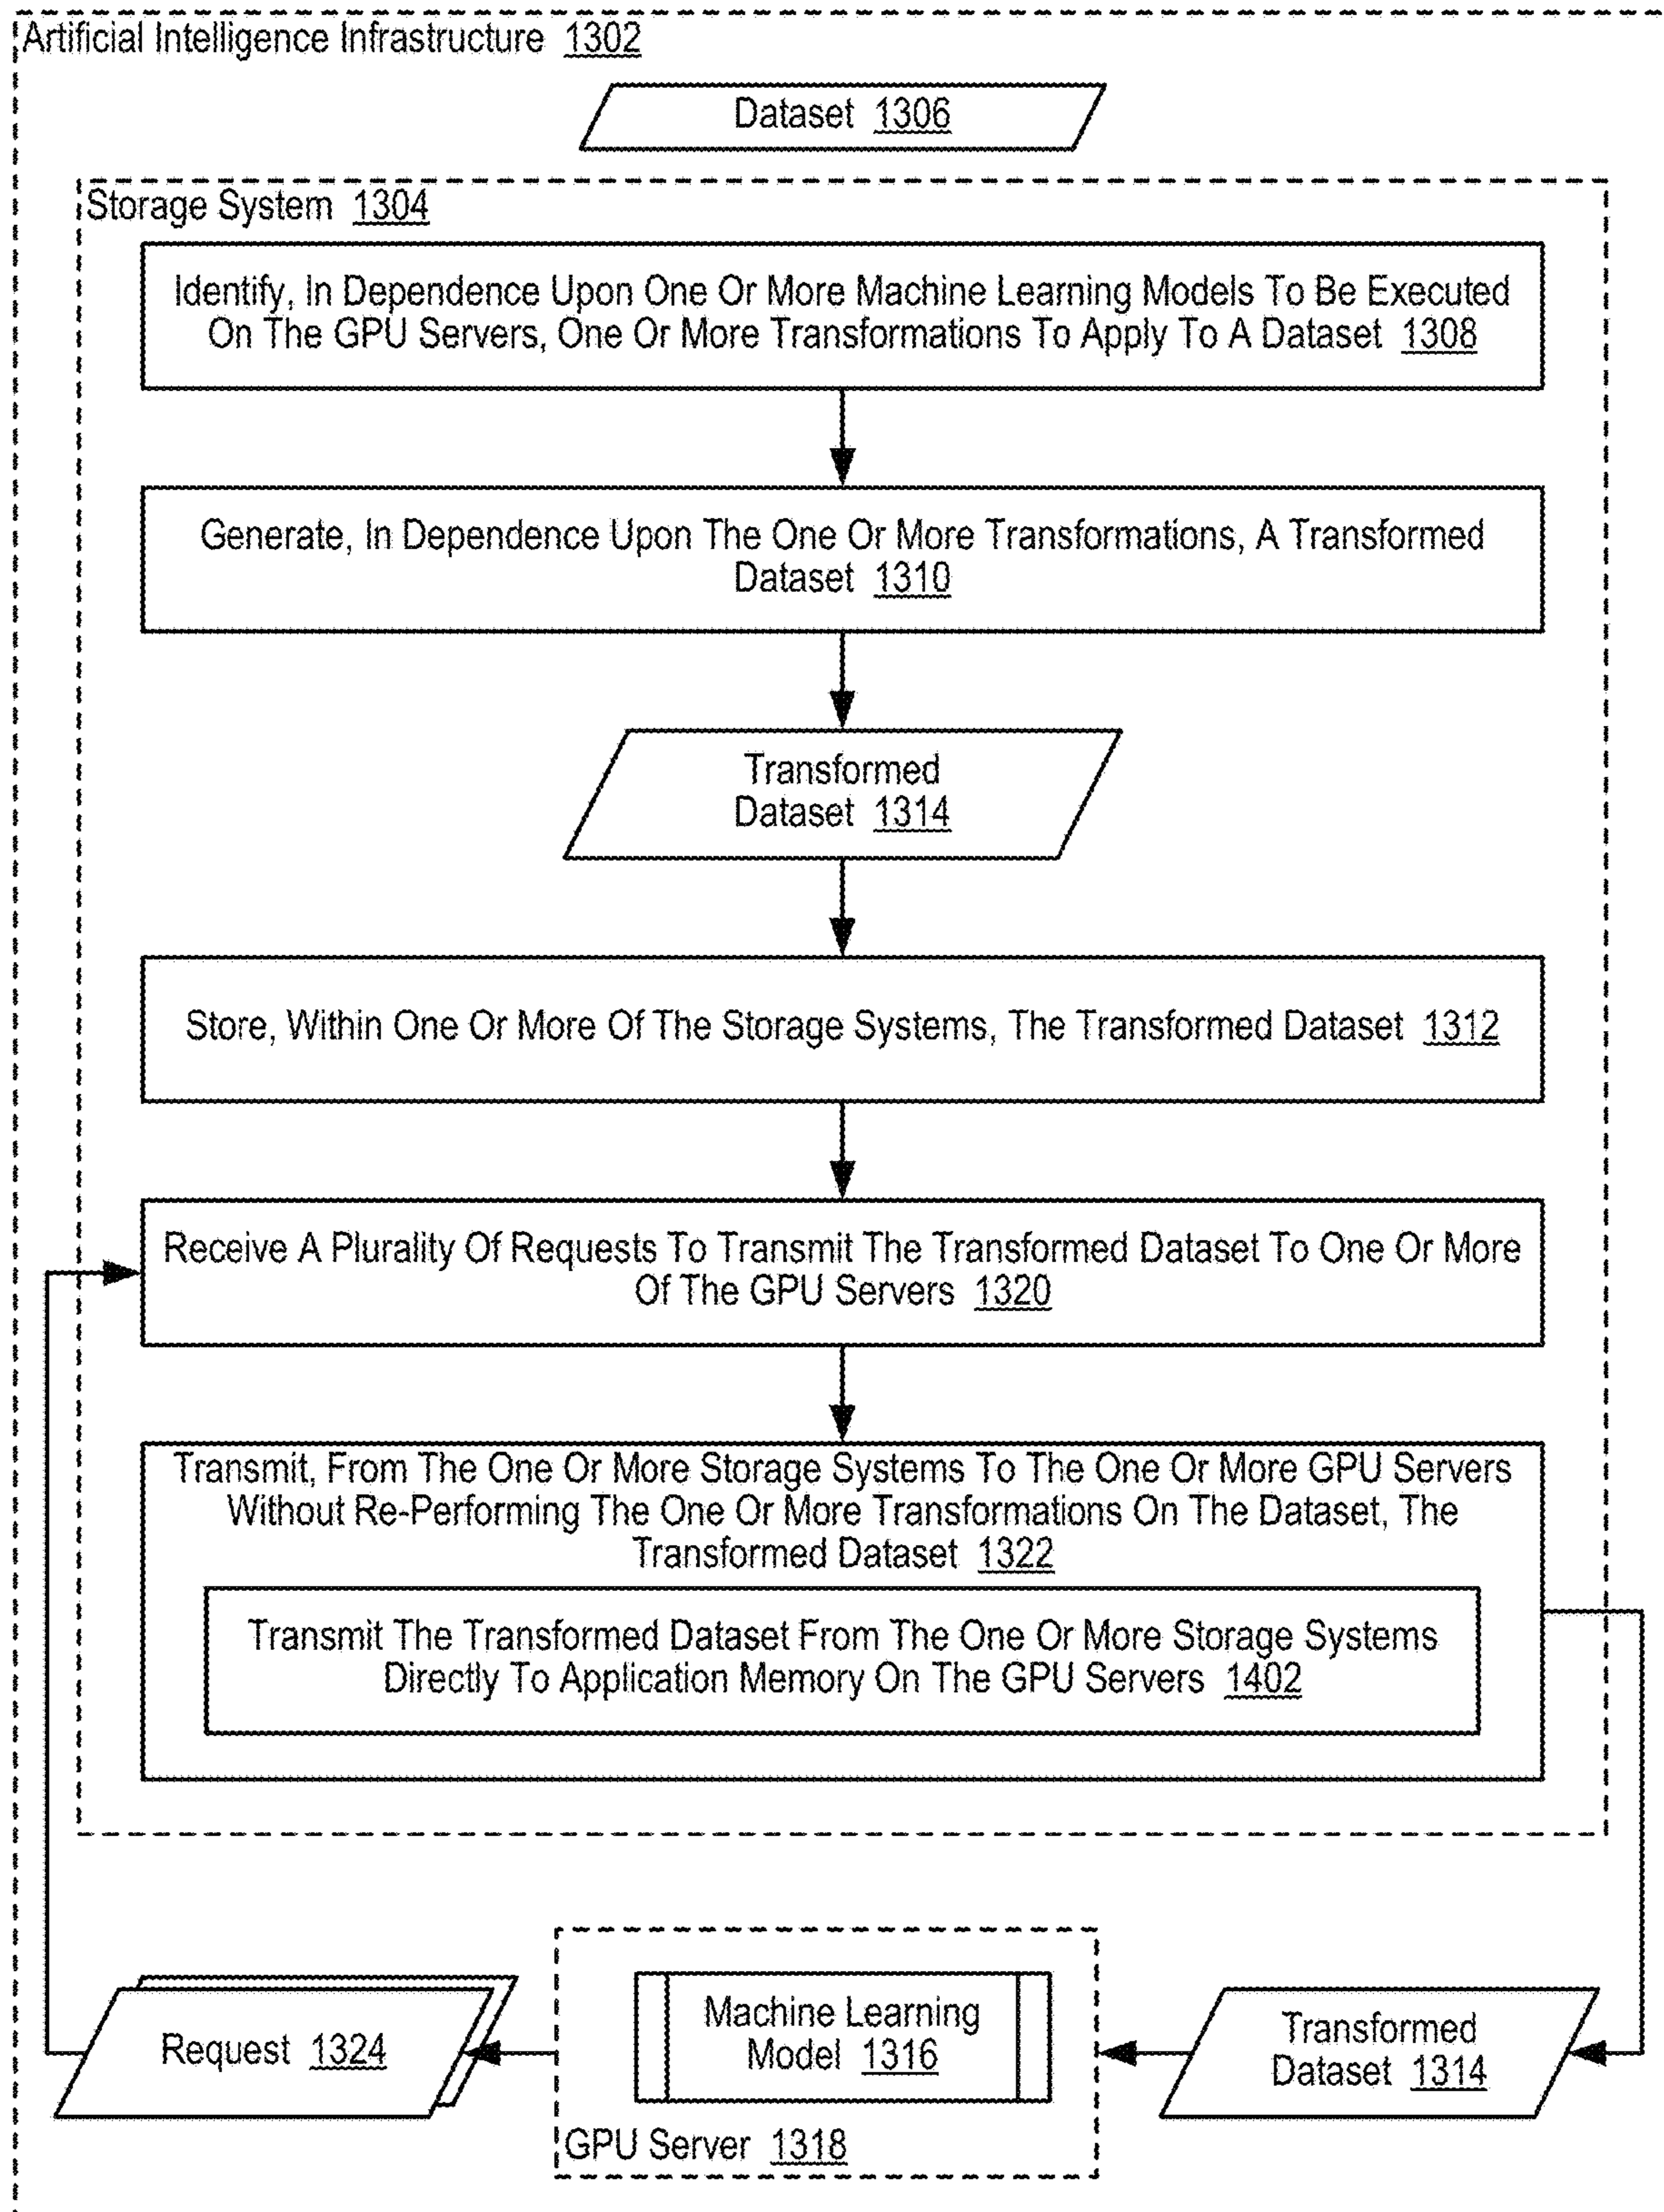 Artificial Intelligence Infrastructure 1302
Dataset 1306
Storage System 1304
Identify, In Dependence Upon One Or More Machine Learning Models To Be Executed
On The GPU Servers, One Or More Transformations To Apply To A Dataset 1308
Generate, In Dependence Upon The One Or More Transformations, A Transformed
Dataset 1310
Transformed
Dataset 1314
Store, Within One Or More Of The Storage Systems, The Transformed Dataset 1312
Receive A Plurality Of Requests To Transmit The Transformed Dataset To One Or More
Of The GPU Servers 1320
Transmit, From The One Or More Storage Systems To The One Or More GPU Servers
Without Re-Performing The One Or More Transformations On The Dataset, The
Transformed Dataset 1322
Transmit The Transformed Dataset From The One Or More Storage Systems
Directly To Application Memory On The GPU Servers 1402
Request 1324
Machine Learning
Model 1316
GPU Server 1318
Transformed
Dataset 1314